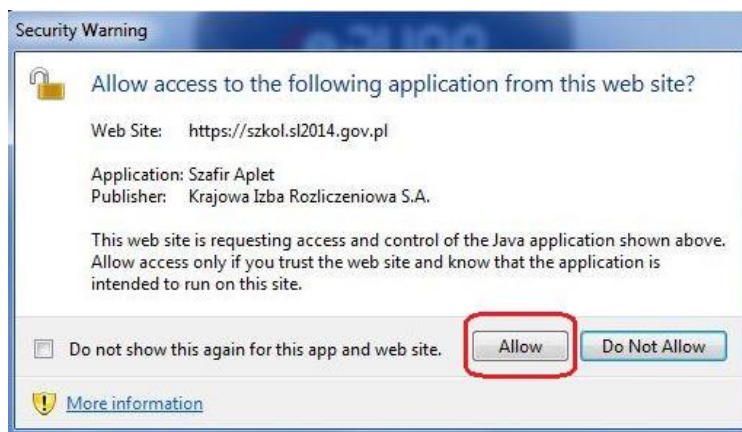 Security Warning
Allow access to the following application from this web site?
Web Site: https://szkol.sl2014.gov.pl
Application: Szafir Aplet
Publisher: Krajowa Izba Rozliczeniowa S.A.
This web site is requesting access and control of the Java application shown above.
Allow access only if you trust the web site and know that the application is
intended to run on this site.
Do not show this again for this app and web site. Allow Do Not Allow
More information